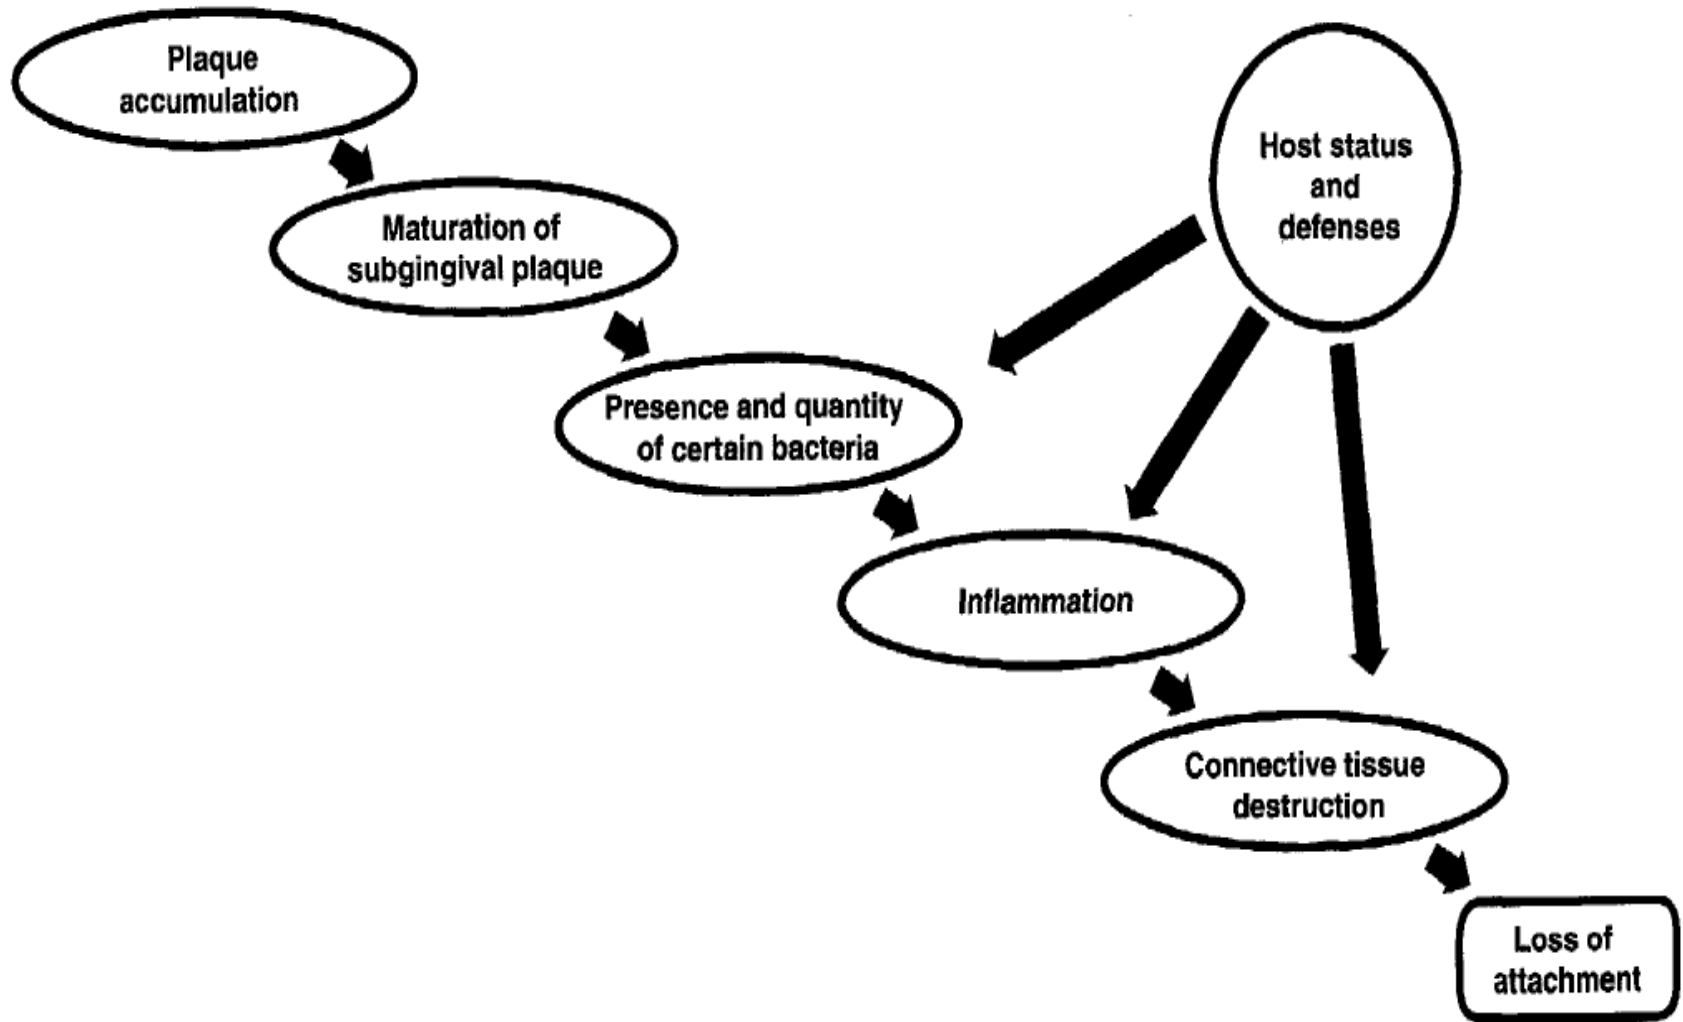 Plaque
accumulation
Host status
and
defenses
Maturation of
subgingival plaque
Presence and quantity
of certain bacteria
Inflammation
Connective tissue
destruction
Loss of
attachment